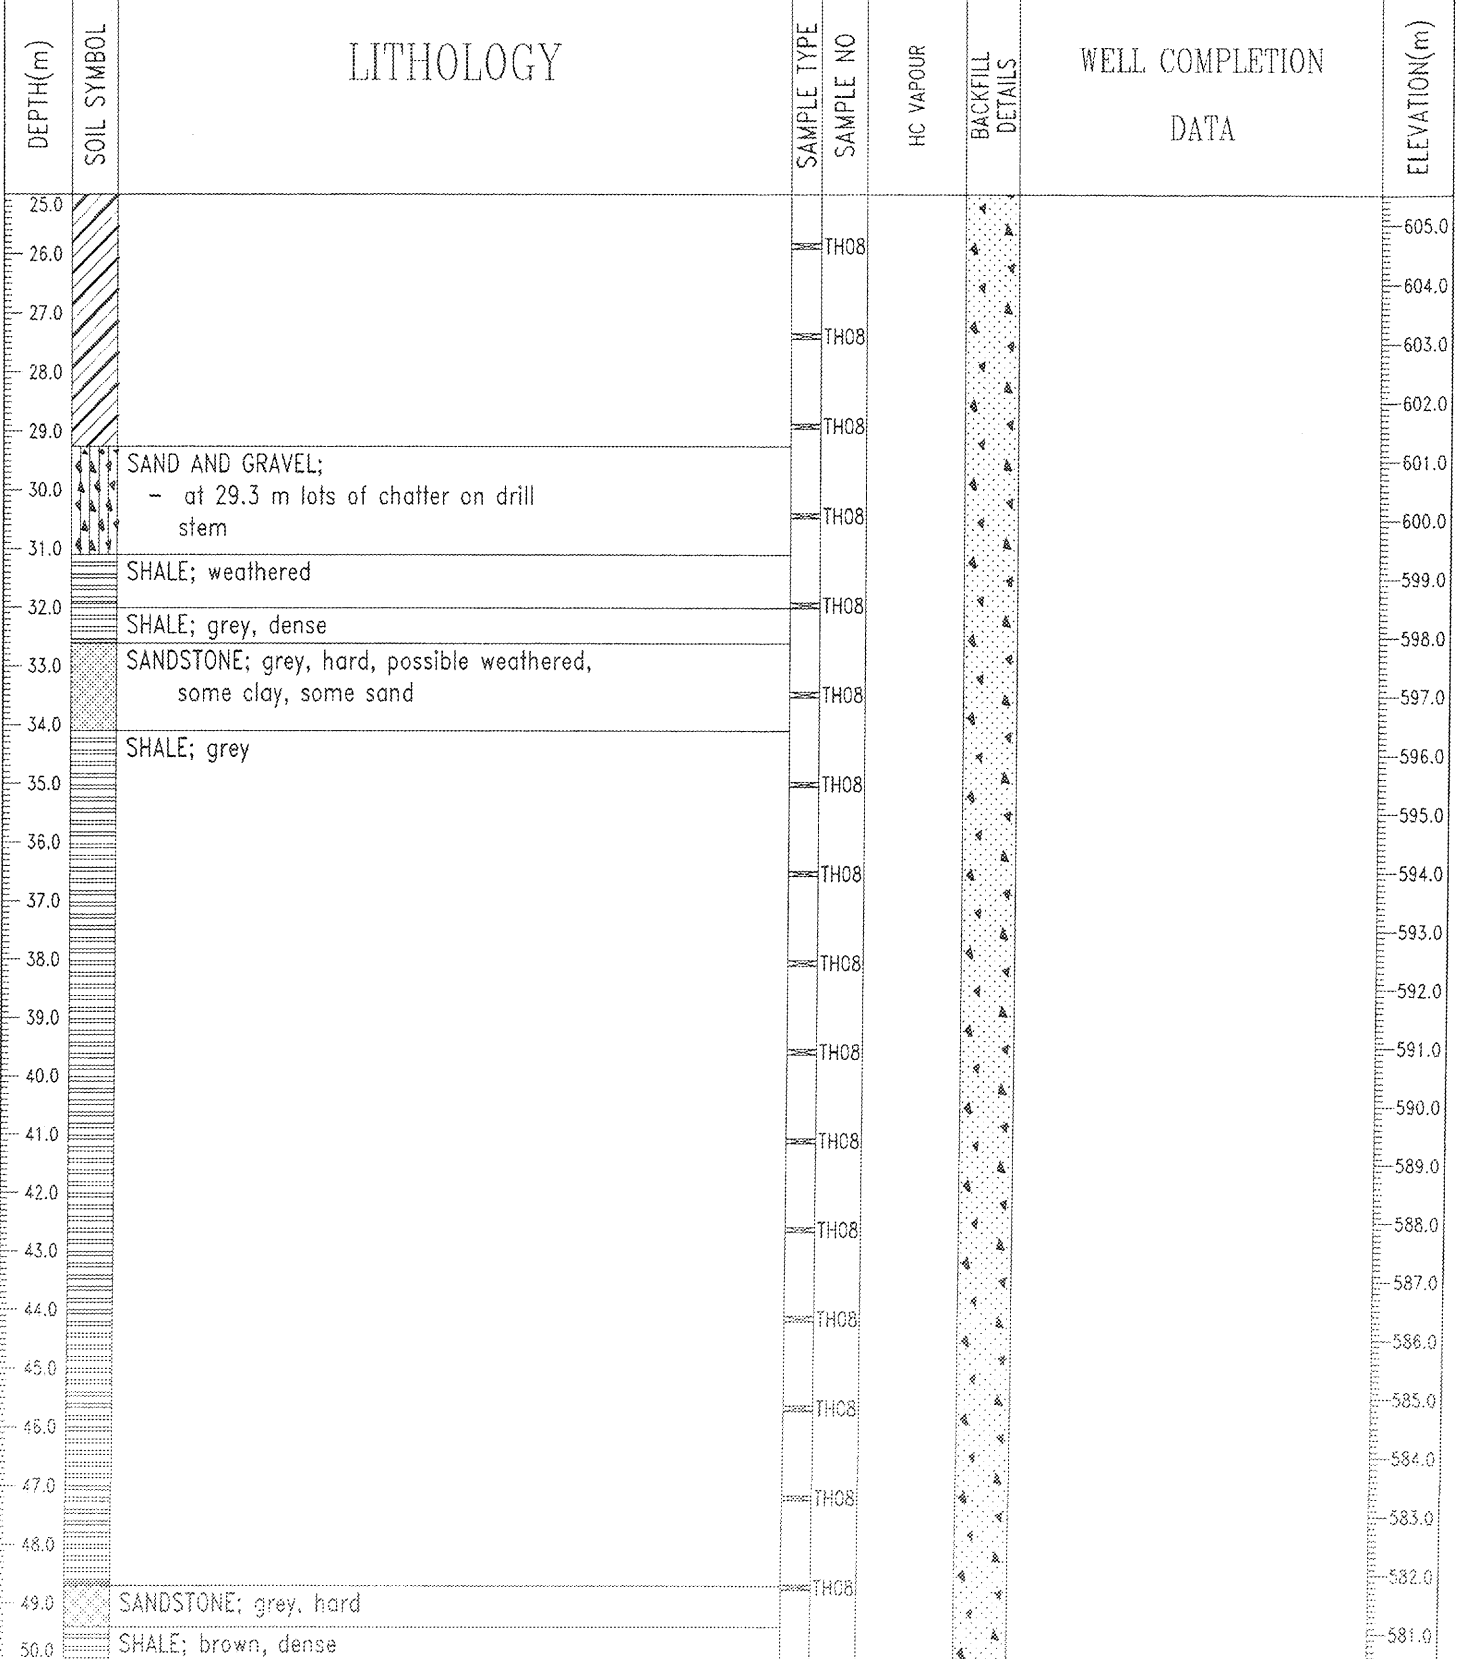 DEPTH(m)
SOIL SYMBOL
LITHOLOGY
SAMPLE TYPE
SAMPLE NO
HC VAPOUR
BACKFILL
DETAILS
WELL COMPLETION
DATA
ELEVATION(m)
25.0
605.0
26.0 TH08
604.0
27.0
TH08
603.0
28.0
602.0
29.0 TH08
SAND AND GRAVEL;
601.0
30.0 – at 29.3 m lots of chatter on drill
TH08
600.0
stem
31.0
SHALE; weathered
599.0
32.0 TH08
SHALE; grey, dense
598.0
33.0 SANDSTONE; grey, hard, possible weathered,
some clay, some sand TH08 597.0
34.0
SHALE; grey
596.0
35.0 TH08
595.0
36.0
TH08 594.0
37.0
593.0
38.0 TH08
592.0
39.0
TH08 591.0
40.0
590.0
41.0 TH08
589.0
42.0
TH08 588.0
43.0
587.0
44.0 TH08
586.0
45.0
TH08 585.0
46.0
584.0
47.0 TH08
583.0
48.0
TH08 582.0
49.0 SANDSTONE; grey, hard
581.0
50.0 SHALE; brown, dense